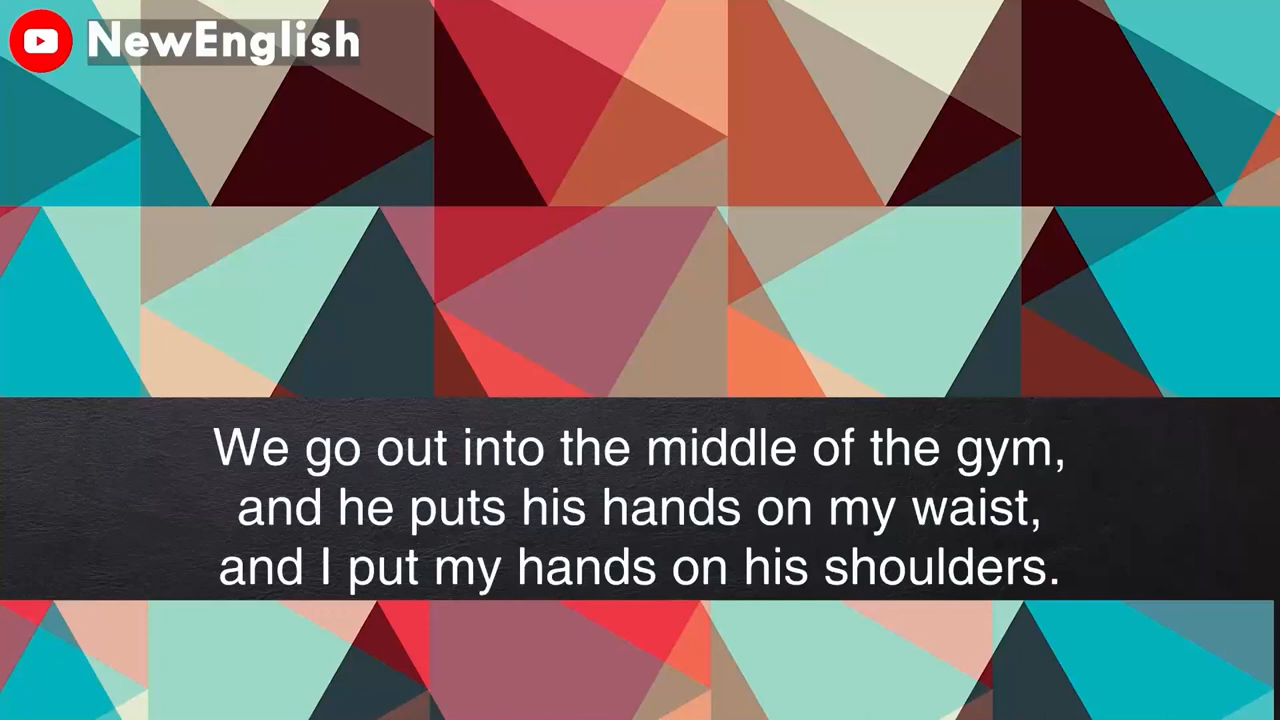 NewEnglish
We go out into the middle of the gym,
and he puts his hands on my waist,
and I put my hands on his shoulders.